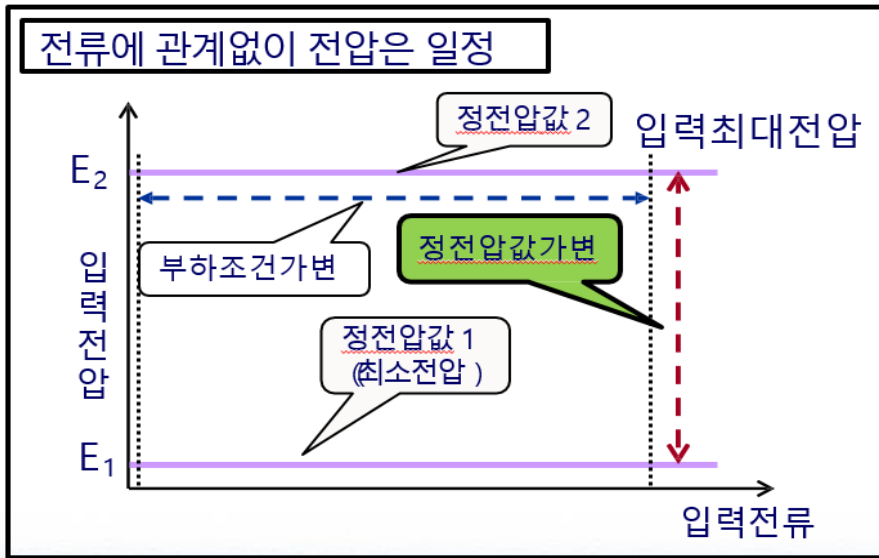 전류에 관계없이 전압은 일정
정전압값 2
입력최대전압
E₂
부하조건가변
정전압값가변
입력전압
정전압값 1
(최소전압 )
E₁
입력전류